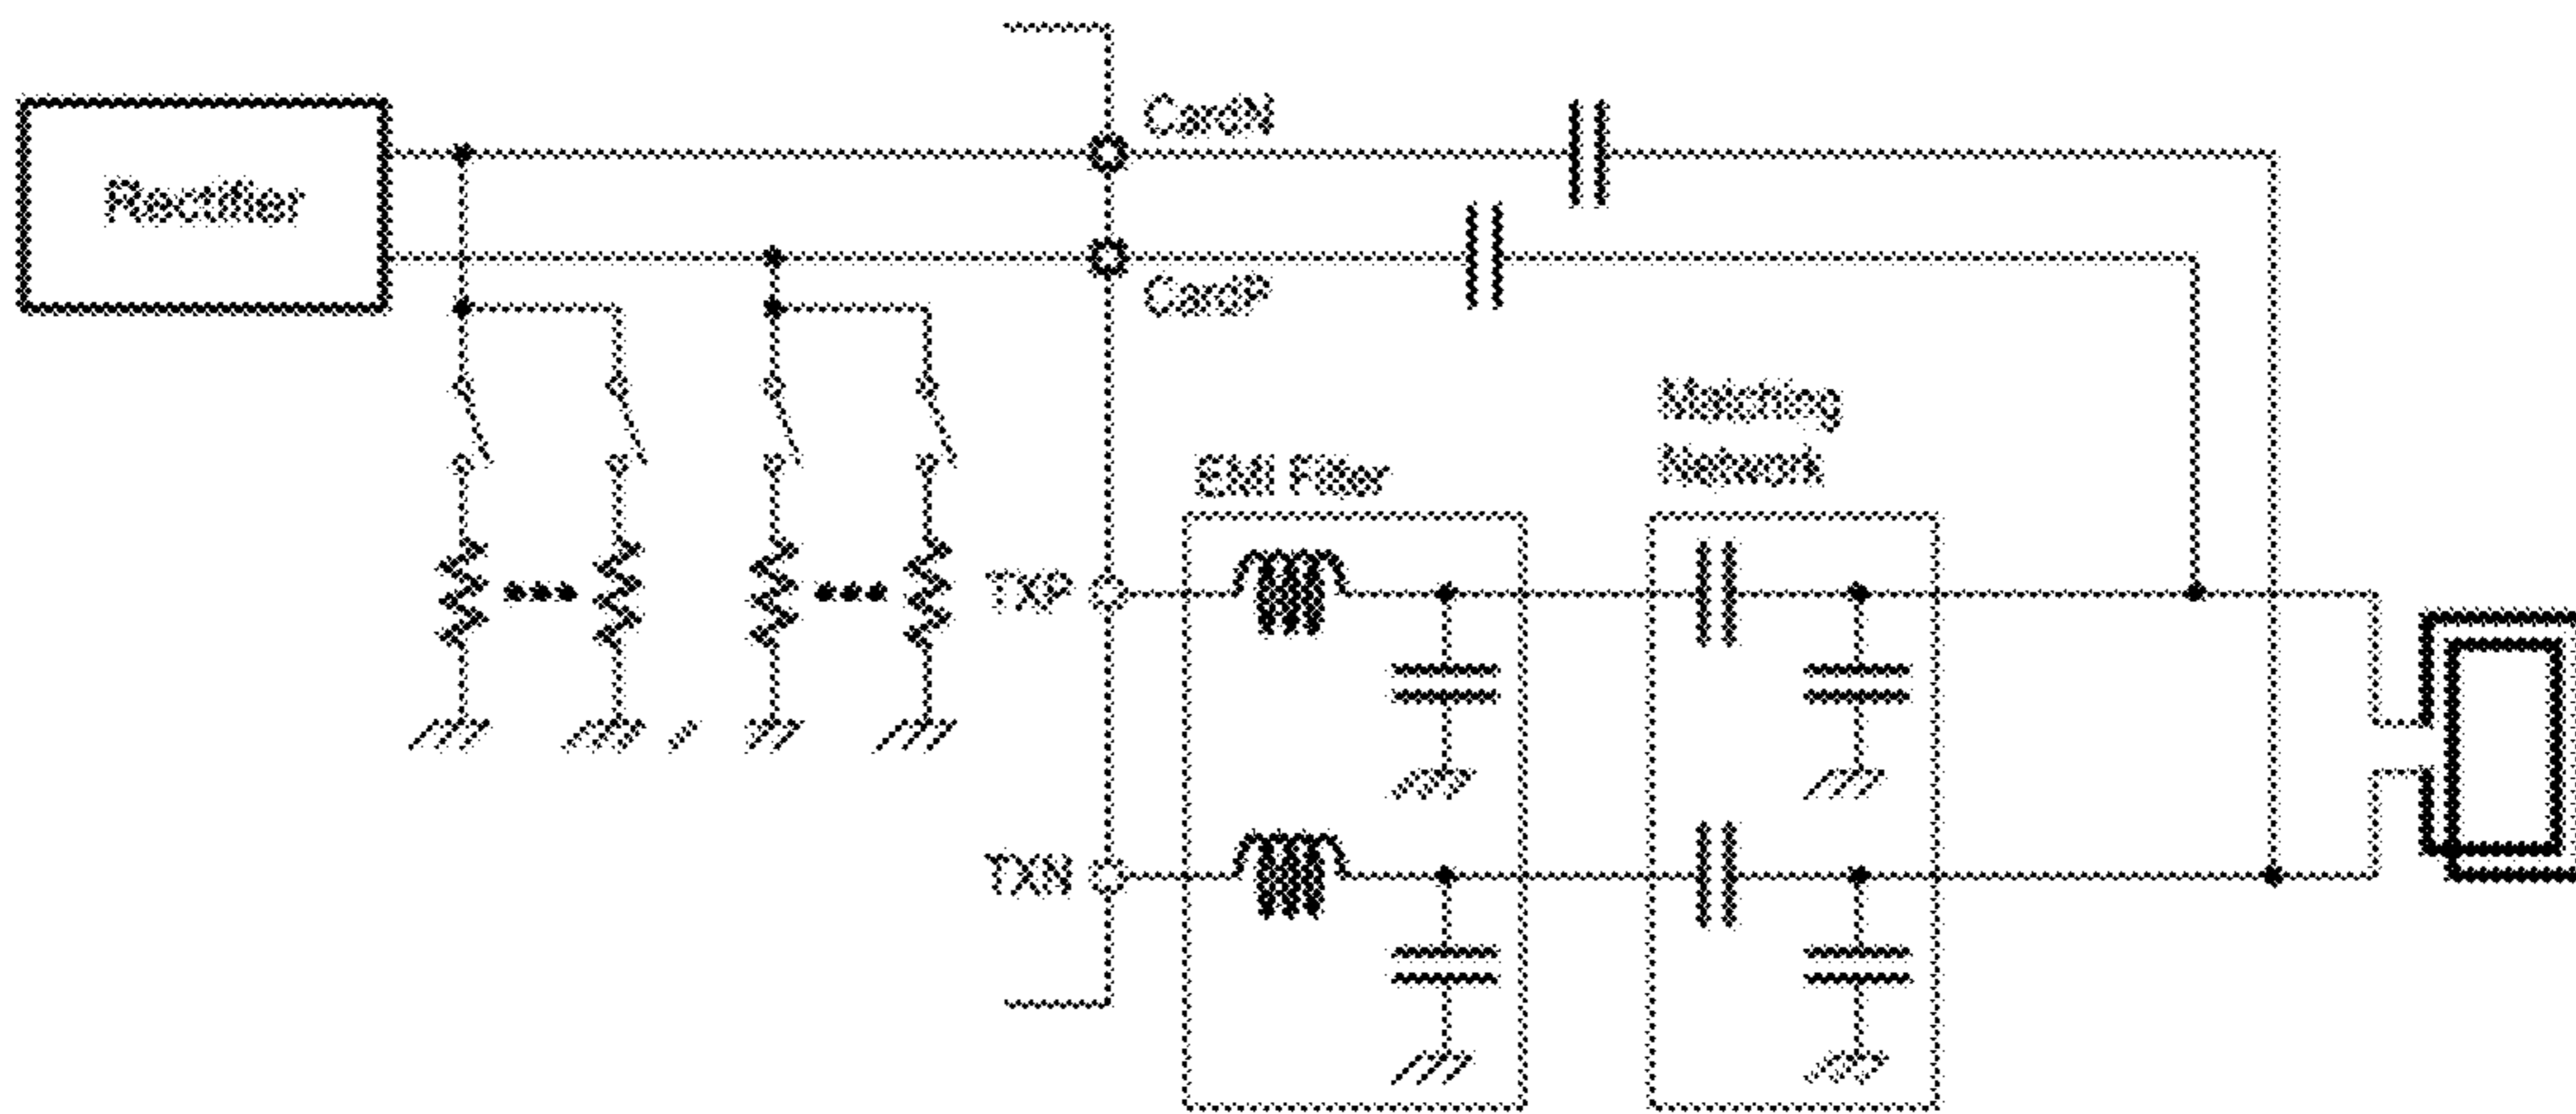 CardN
Rectifier
CardP
Matching
Network
EMI Filter
TXP
TXN